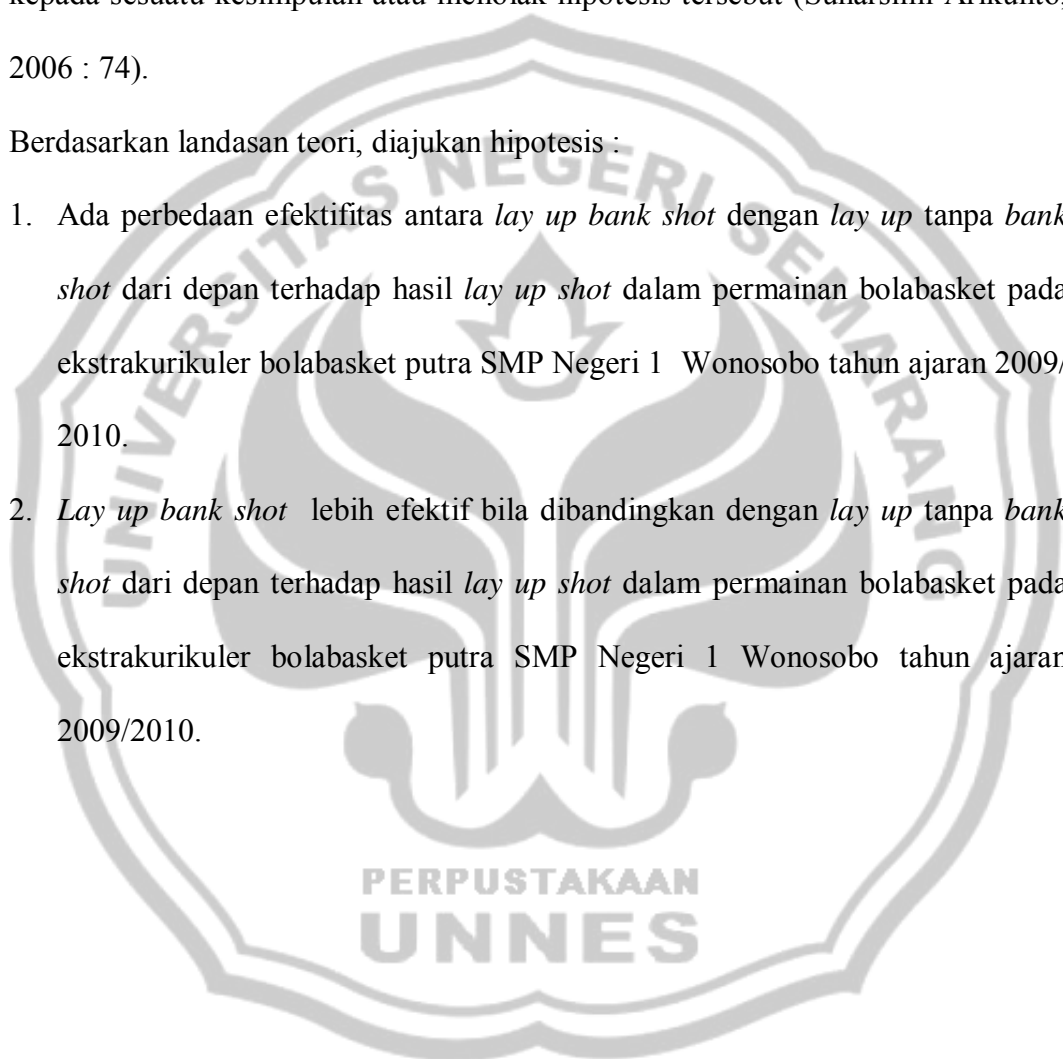 kepada sesuatu kesimpulan atau menolak hipotesis tersebut (Suharsimi Arikunto,
2006 : 74).
Berdasarkan landasan teori, diajukan hipotesis :
1. Ada perbedaan efektifitas antara lay up bank shot dengan lay up tanpa bank
shot dari depan terhadap hasil lay up shot dalam permainan bolabasket pada
ekstrakurikuler bolabasket putra SMP Negeri 1 Wonosobo tahun ajaran 2009/
2010.
2. Lay up bank shot lebih efektif bila dibandingkan dengan lay up tanpa bank
shot dari depan terhadap hasil lay up shot dalam permainan bolabasket pada
ekstrakurikuler bolabasket putra SMP Negeri 1 Wonosobo tahun ajaran
2009/2010.
UNIVERSITAS NEGERI SEMARANG
PERPUSTAKAAN
UNNES